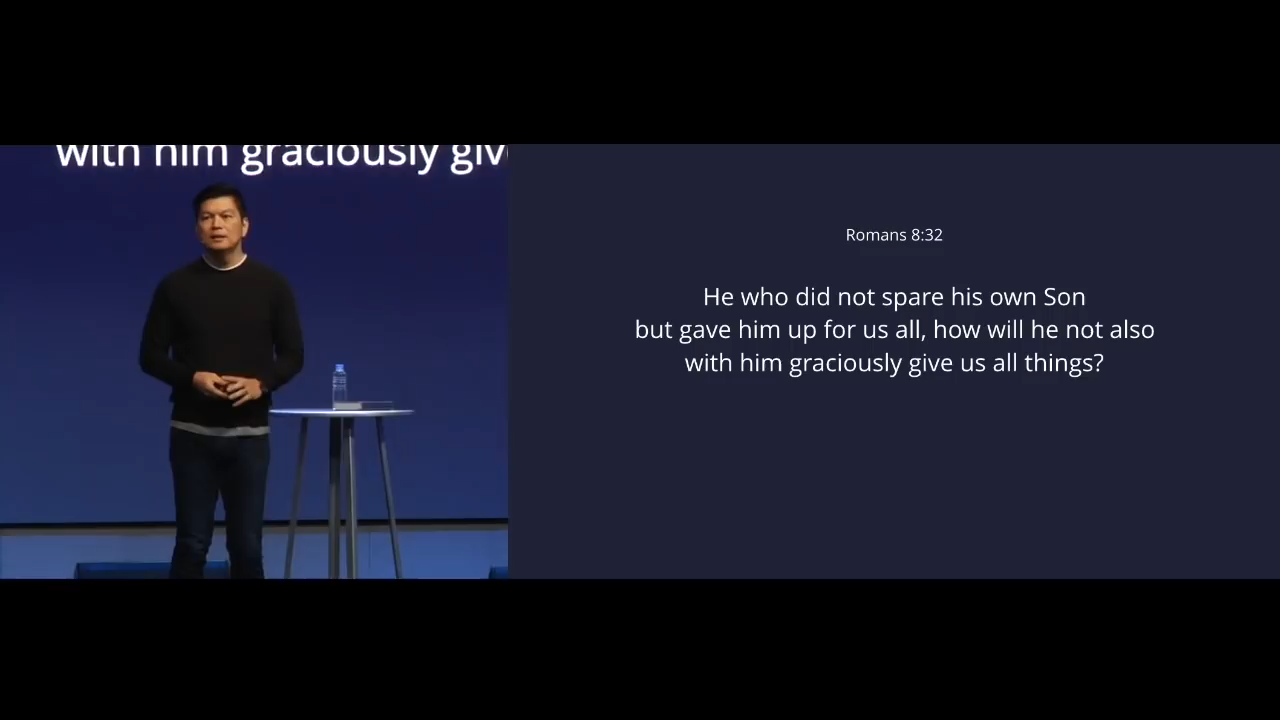 with him graciously giv
Romans 8:32
He who did not spare his own Son
but gave him up for us all, how will he not also
with him graciously give us all things?